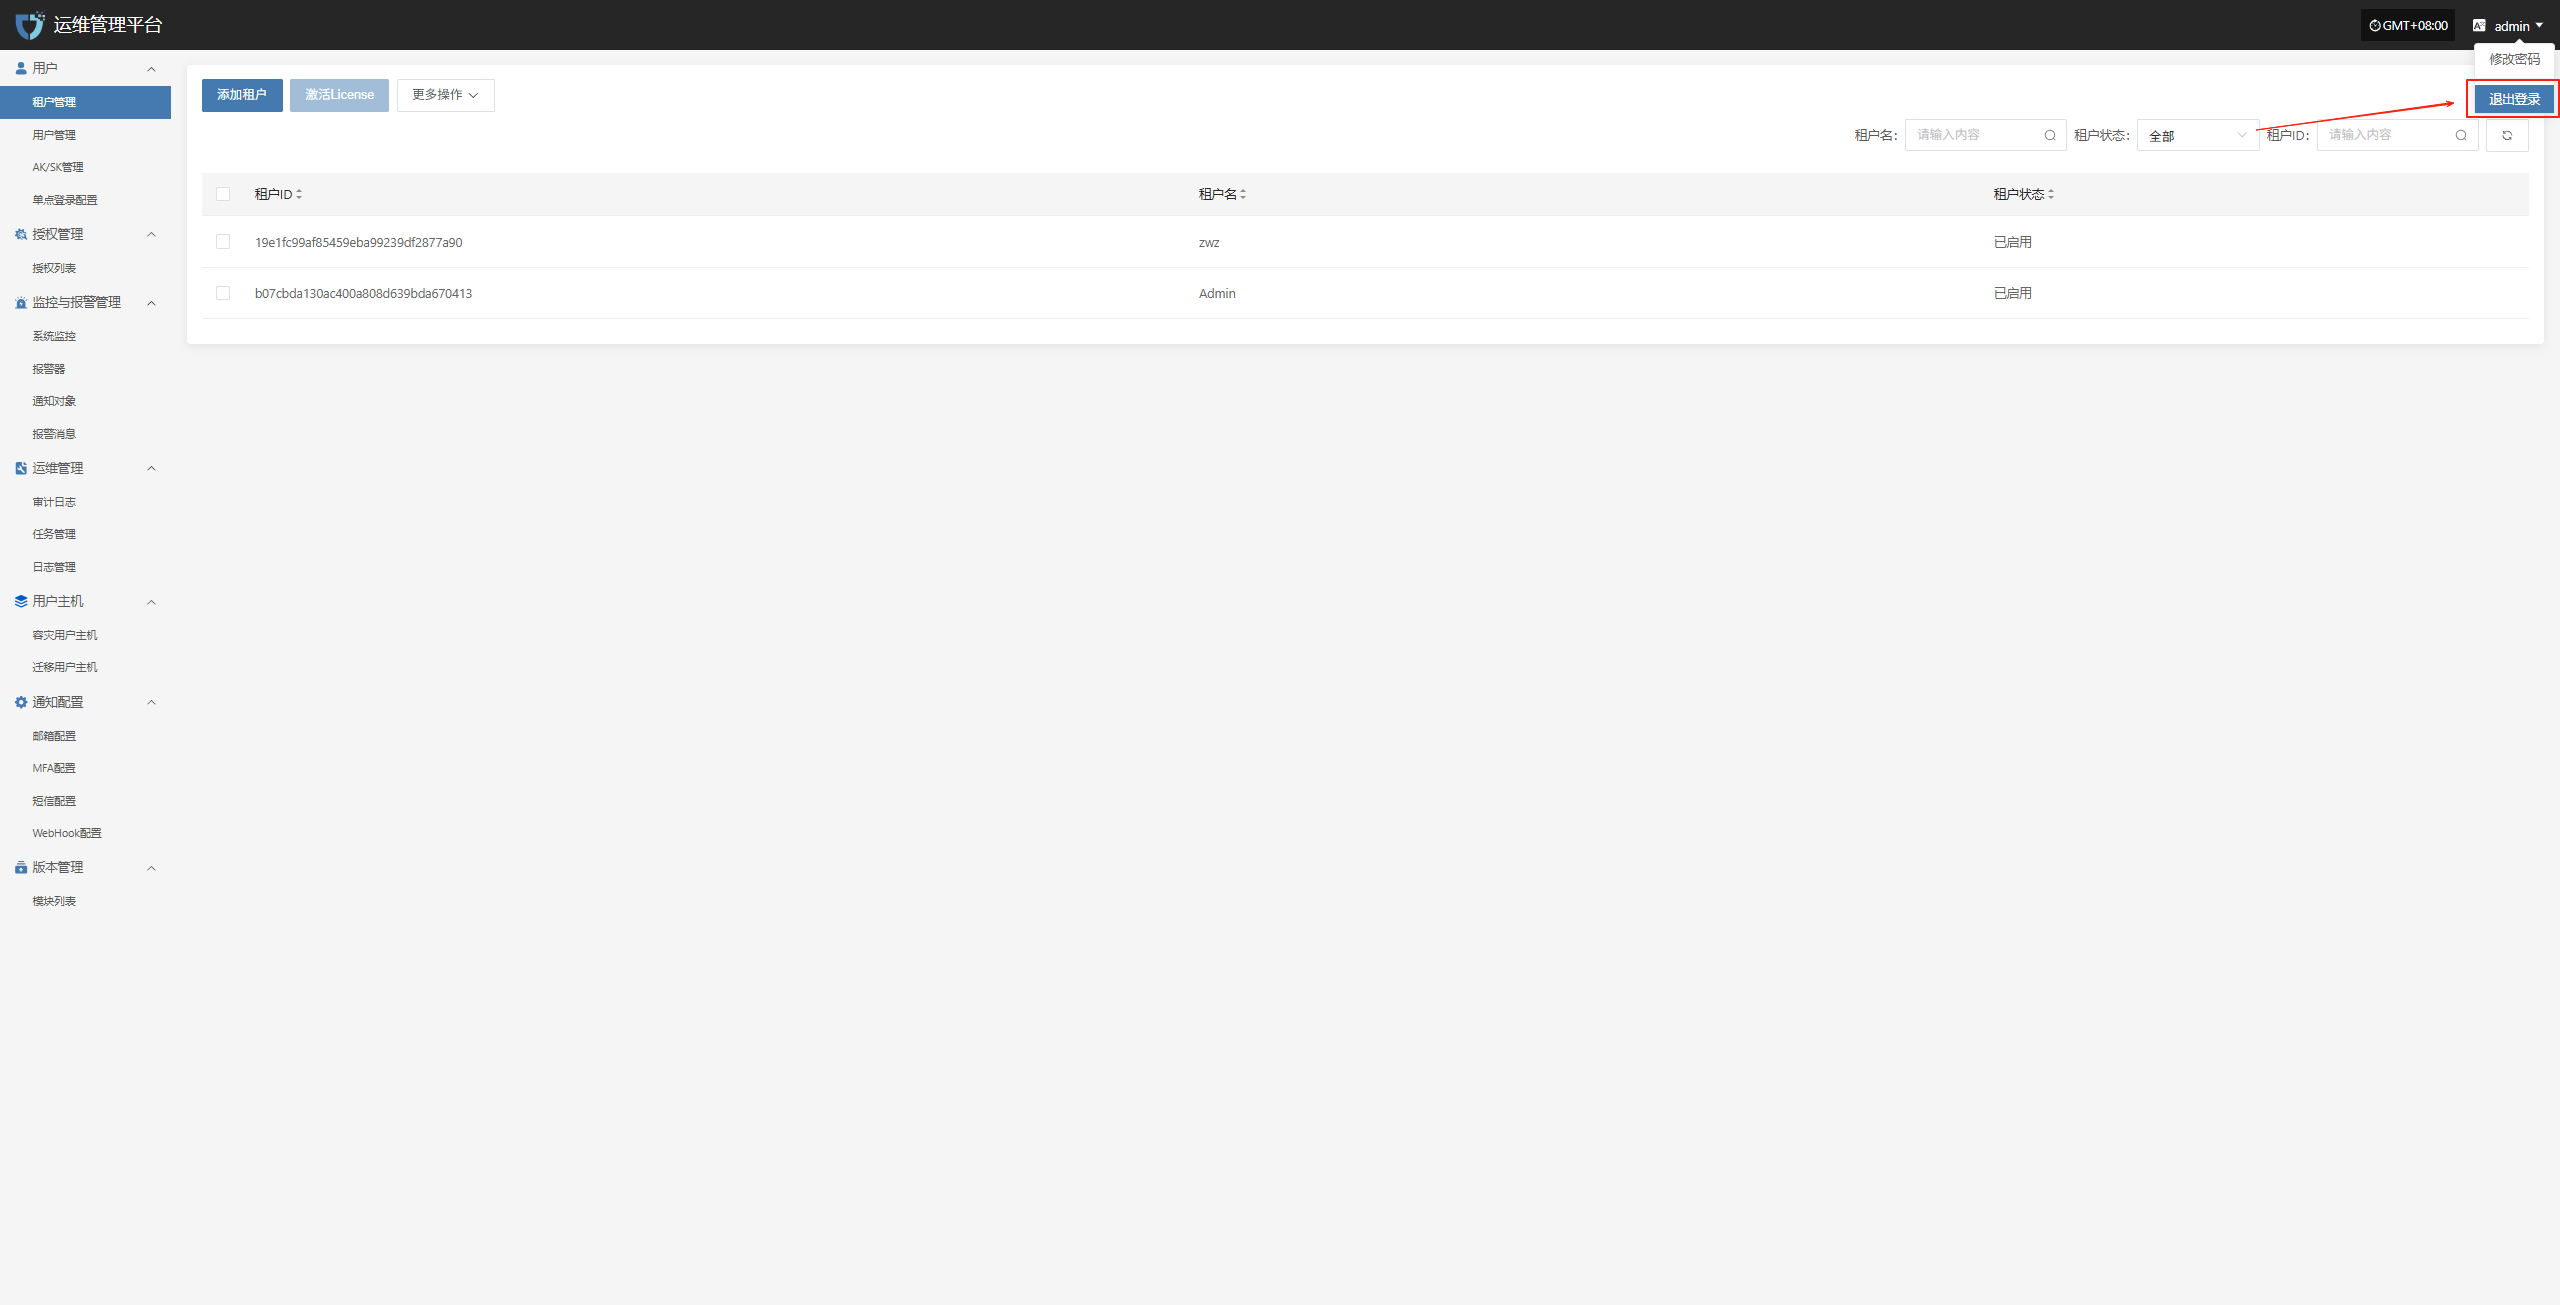 运维管理平台
GMT+08:00
admin
修改密码
退出登录
用户
租户管理
用户管理
AK/SK管理
单点登录配置
授权管理
授权列表
监控与报警管理
系统监控
报警器
通知对象
报警消息
运维管理
审计日志
任务管理
日志管理
用户主机
容灾用户主机
迁移用户主机
通知配置
邮箱配置
MFA配置
短信配置
WebHook配置
版本管理
模块列表
添加租户 激活License 更多操作
租户名： 请输入内容 租户状态： 全部 租户ID： 请输入内容
租户ID 租户名 租户状态
19e1fc99af85459eba99239df2877a90 zwz 已启用
b07cbda130ac400a808d639bda670413 Admin 已启用